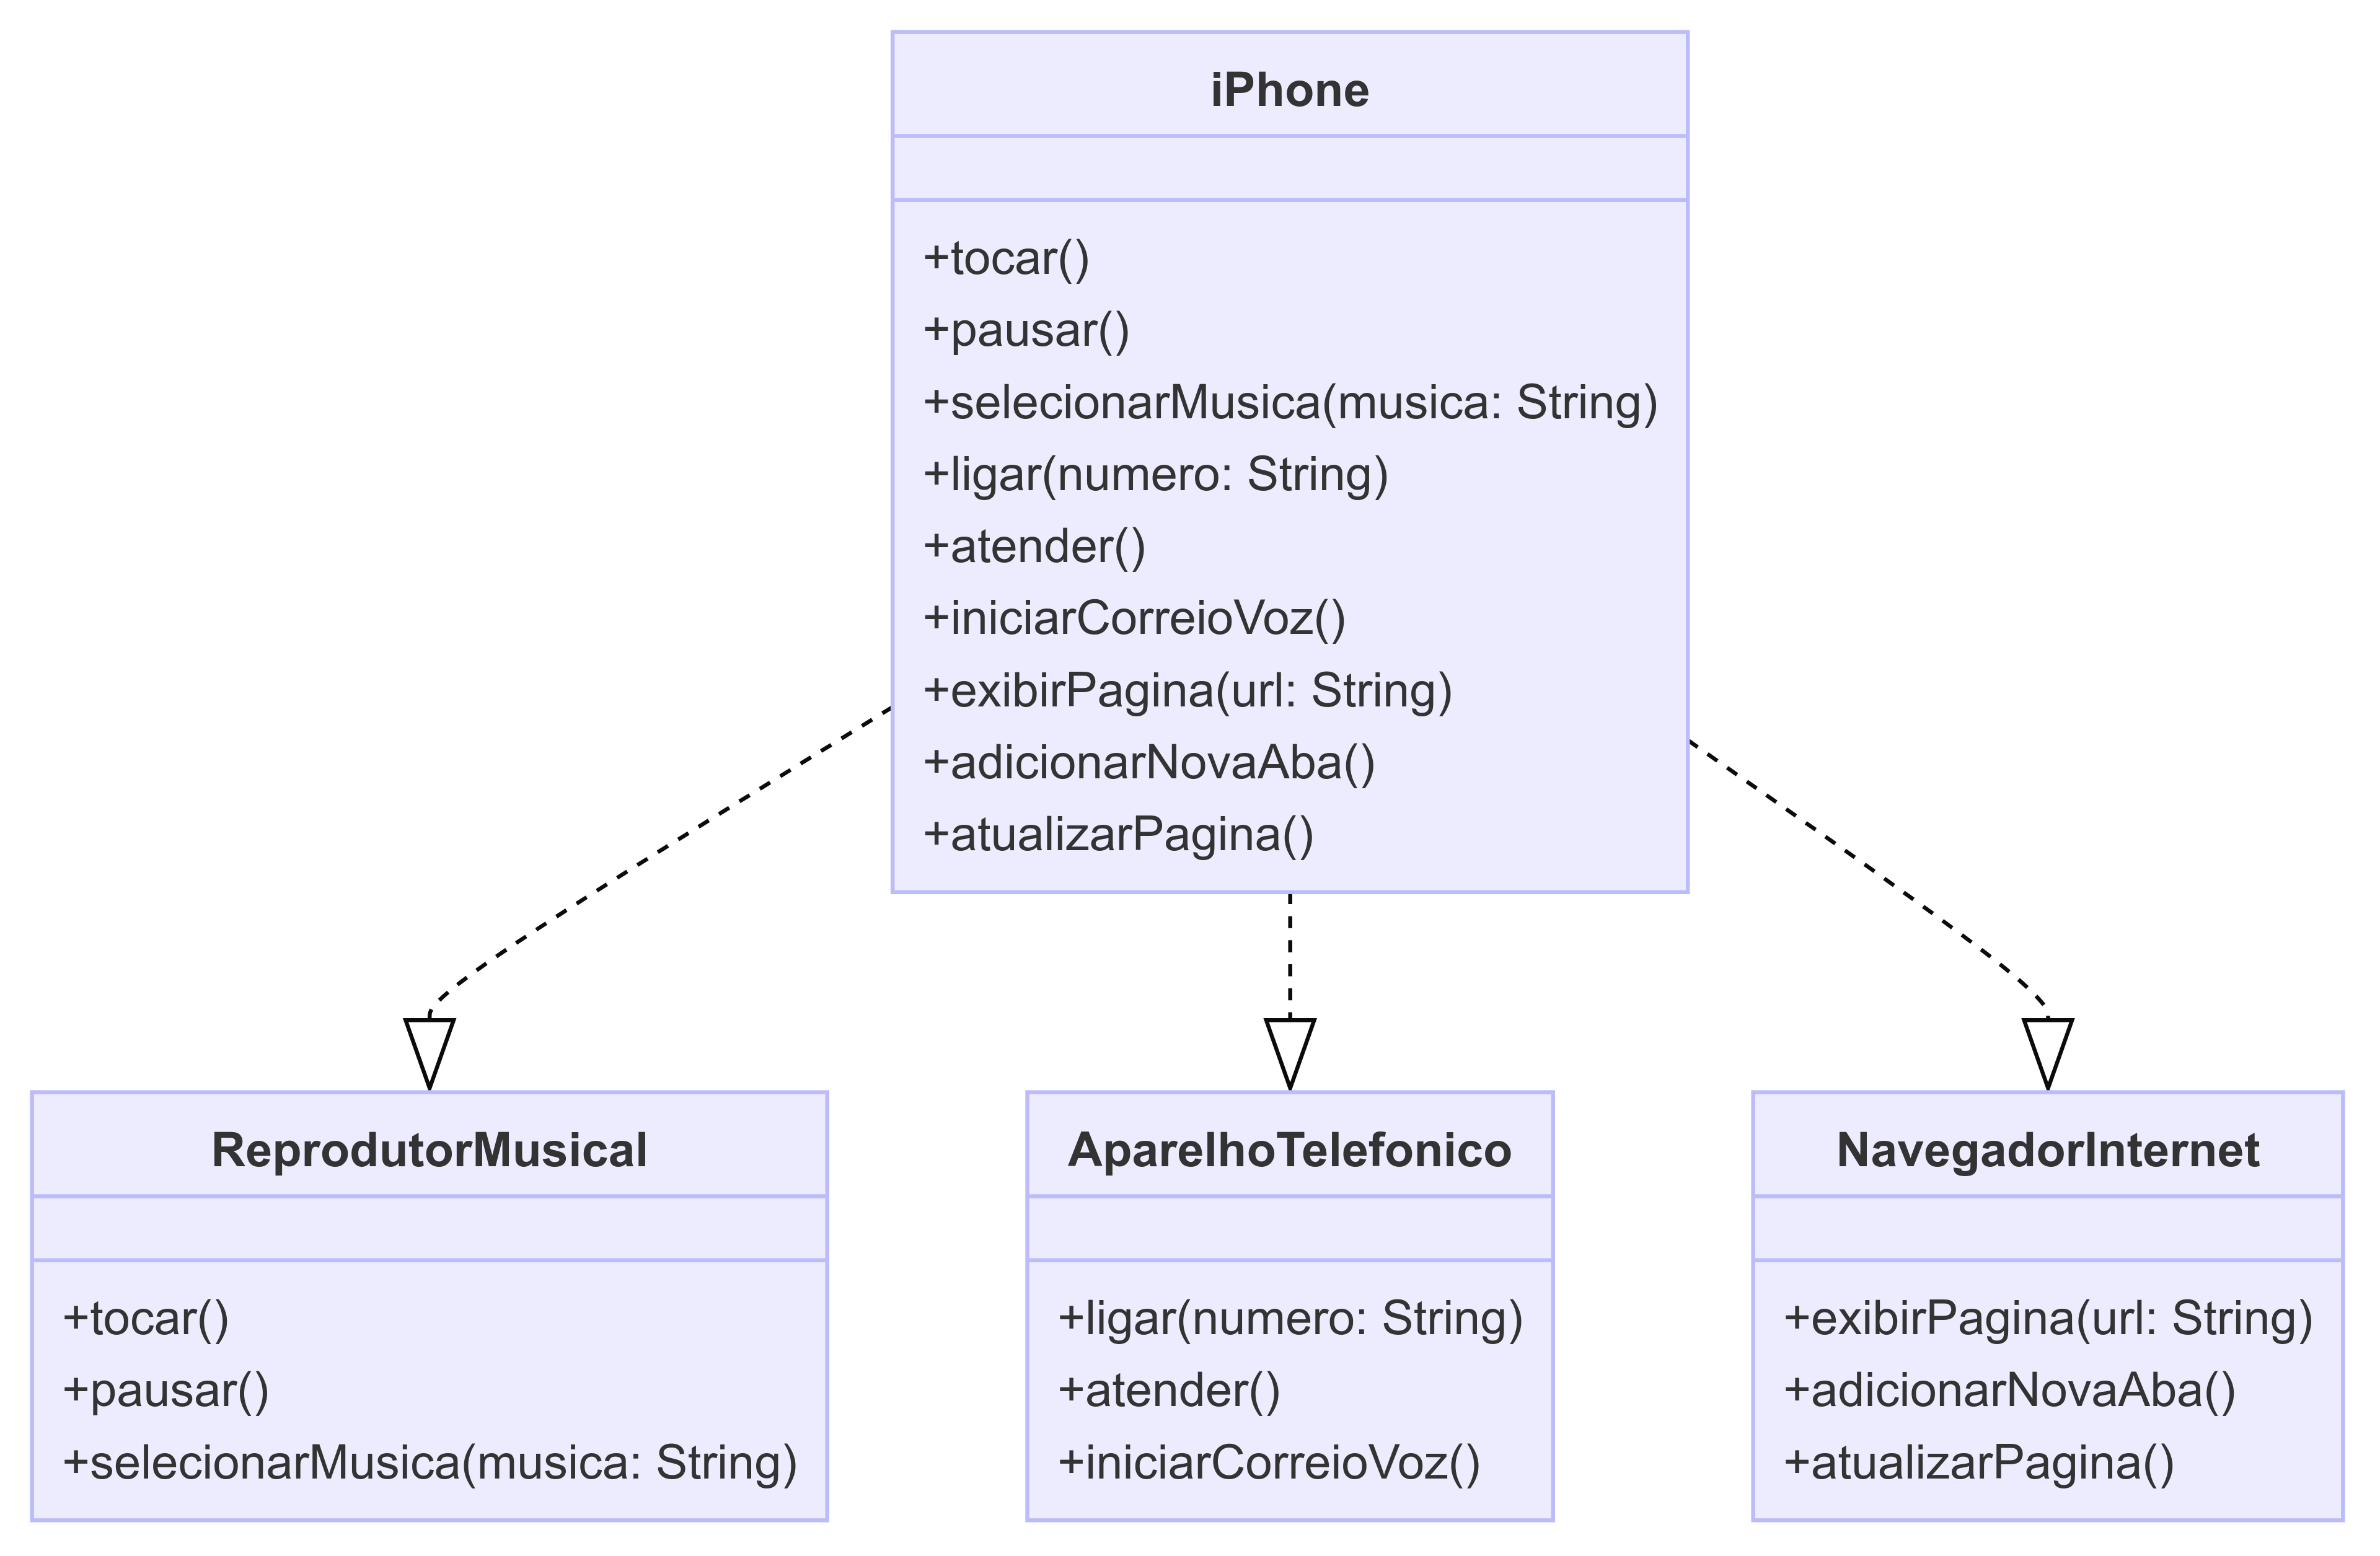 iPhone
+tocar()
+pausar()
+selecionarMusica(musica: String)
+ligar(numero: String)
+atender()
+iniciarCorreioVoz()
+exibirPagina(url: String)
+adicionarNovaAba()
+atualizarPagina()
ReprodutorMusical
+tocar()
+pausar()
+selecionarMusica(musica: String)
AparelhoTelefonico
+ligar(numero: String)
+atender()
+iniciarCorreioVoz()
NavegadorInternet
+exibirPagina(url: String)
+adicionarNovaAba()
+atualizarPagina()